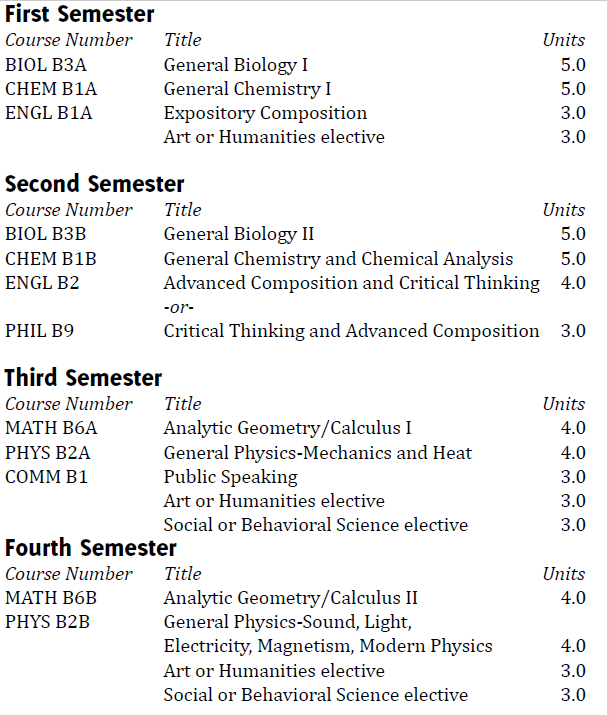 First Semester
Course Number Title Units
BIOL B3A General Biology I 5.0
CHEM B1A General Chemistry I 5.0
ENGL B1A Expository Composition 3.0
Art or Humanities elective 3.0
Second Semester
Course Number Title Units
BIOL B3B General Biology II 5.0
CHEM B1B General Chemistry and Chemical Analysis 5.0
ENGL B2 Advanced Composition and Critical Thinking 4.0
-or-
PHIL B9 Critical Thinking and Advanced Composition 3.0
Third Semester
Course Number Title Units
MATH B6A Analytic Geometry/Calculus I 4.0
PHYS B2A General Physics-Mechanics and Heat 4.0
COMM B1 Public Speaking 3.0
Art or Humanities elective 3.0
Social or Behavioral Science elective 3.0
Fourth Semester
Course Number Title Units
MATH B6B Analytic Geometry/Calculus II 4.0
PHYS B2B General Physics-Sound, Light,
Electricity, Magnetism, Modern Physics 4.0
Art or Humanities elective 3.0
Social or Behavioral Science elective 3.0